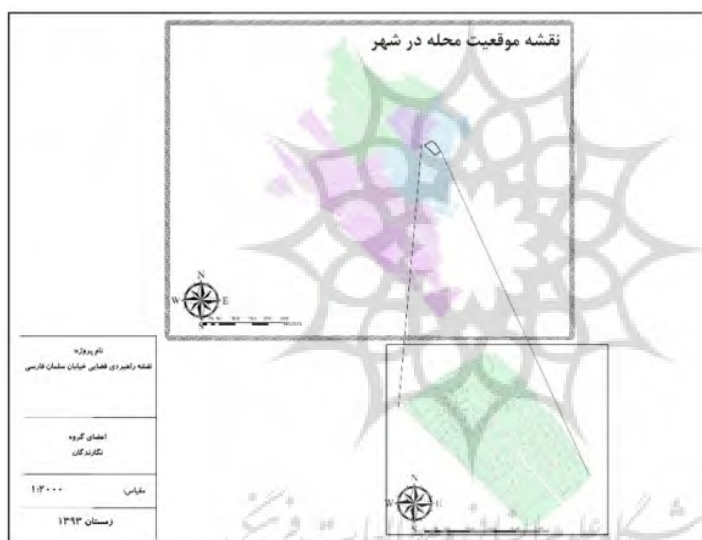 نقشه موقعیت محله در شهر
N
W
E
S
نام پروژه:
نقشه راهبردی فضایی خیابان سلمان فارسی
اعضای گروه
نگارندگان
مقیاس: ۱:۲۰۰۰
زمستان ۱۳۹۳
N
W
E
S